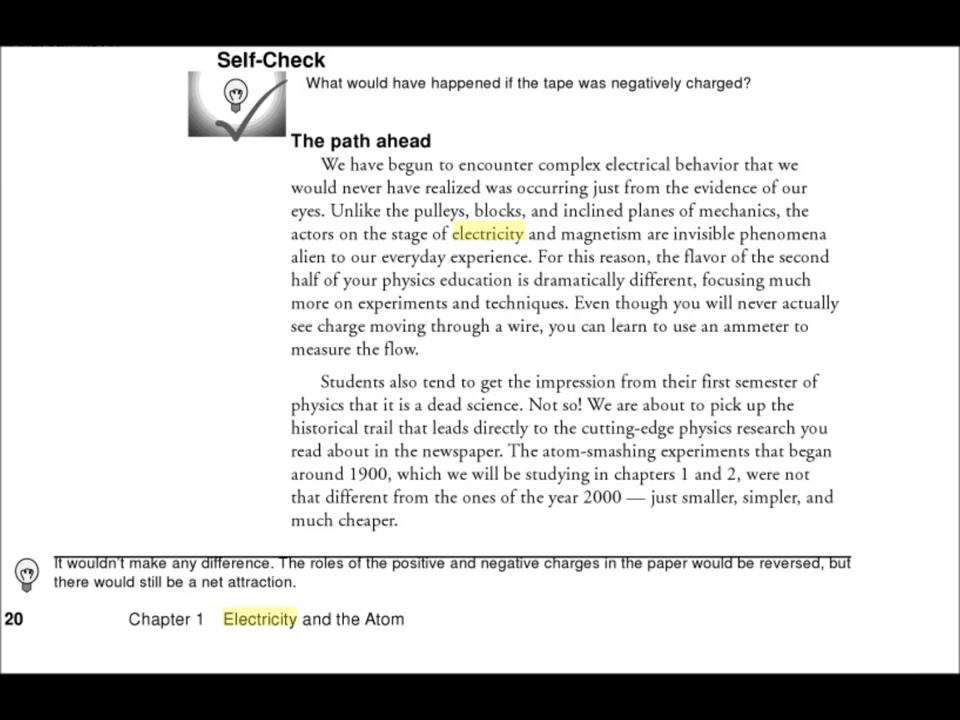 Self-Check
What would have happened if the tape was negatively charged?
The path ahead
We have begun to encounter complex electrical behavior that we
would never have realized was occurring just from the evidence of our
eyes. Unlike the pulleys, blocks, and inclined planes of mechanics, the
actors on the stage of electricity and magnetism are invisible phenomena
alien to our everyday experience. For this reason, the flavor of the second
half of your physics education is dramatically different, focusing much
more on experiments and techniques. Even though you will never actually
see charge moving through a wire, you can learn to use an ammeter to
measure the flow.
Students also tend to get the impression from their first semester of
physics that it is a dead science. Not so! We are about to pick up the
historical trail that leads directly to the cutting-edge physics research you
read about in the newspaper. The atom-smashing experiments that began
around 1900, which we will be studying in chapters 1 and 2, were not
that different from the ones of the year 2000 — just smaller, simpler, and
much cheaper.
It wouldn't make any difference. The roles of the positive and negative charges in the paper would be reversed, but
there would still be a net attraction.
20 Chapter 1 Electricity and the Atom